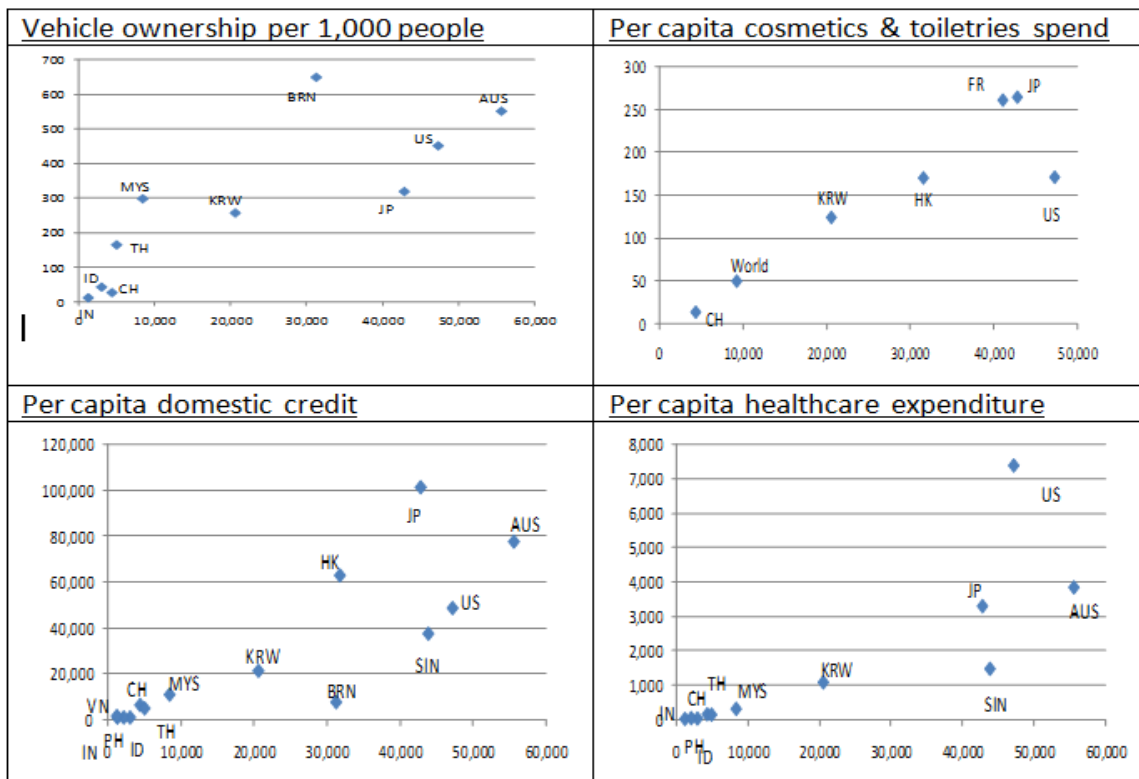 Vehicle ownership per 1,000 people
700
600
500
400
300
200
100
0
BRN
AUS
US
MYS
KRW
JP
TH
ID
CH
IN
0
10,000
20,000
30,000
40,000
50,000
60,000
Per capita cosmetics & toiletries spend
300
250
200
150
100
50
0
FR
JP
KRW
HK
US
World
CH
0
10,000
20,000
30,000
40,000
50,000
Per capita domestic credit
120,000
100,000
80,000
60,000
40,000
20,000
0
JP
AUS
HK
US
KRW
SIN
CH
MYS
BRN
VN
IN
PH
ID
TH
0
10,000
20,000
30,000
40,000
50,000
60,000
Per capita healthcare expenditure
8,000
7,000
6,000
5,000
4,000
3,000
2,000
1,000
0
US
JP
AUS
KRW
SIN
TH
CH
MYS
IN
PH
ID
0
10,000
20,000
30,000
40,000
50,000
60,000